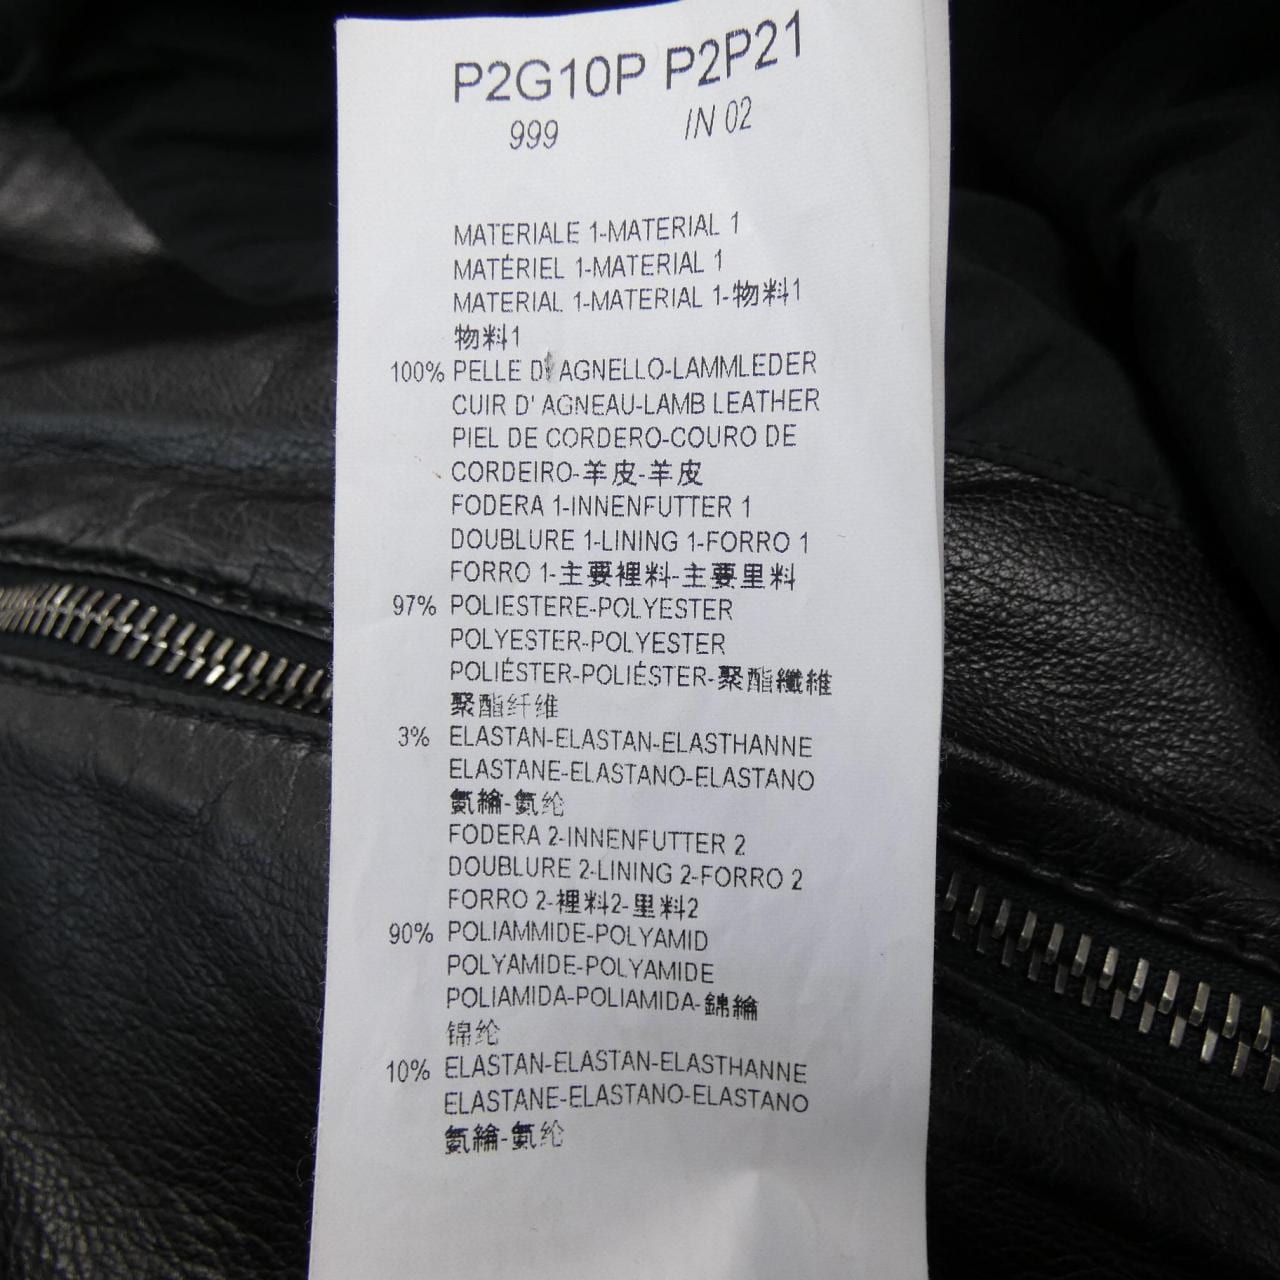 P2G10P P2P21
999 IN 02
MATERIALE 1-MATERIAL 1
MATÉRIEL 1-MATERIAL 1
MATERIAL 1-MATERIAL 1-物料1
物料1
100% PELLE D' AGNELLO-LAMMLEDER
CUIR D' AGNEAU-LAMB LEATHER
PIEL DE CORDERO-COURO DE
CORDEIRO-羊皮-羊皮
FODERA 1-INNENFUTTER 1
DOUBLURE 1-LINING 1-FORRO 1
FORRO 1-主要裡料-主要里料
97% POLIESTERE-POLYESTER
POLYESTER-POLYESTER
POLIÉSTER-POLIÉSTER-聚酯纖維
聚酯纤维
3% ELASTAN-ELASTAN-ELASTHANNE
ELASTANE-ELASTANO-ELASTANO
氨綸-氨纶
FODERA 2-INNENFUTTER 2
DOUBLURE 2-LINING 2-FORRO 2
FORRO 2-裡料2-里料2
90% POLIAMMIDE-POLYAMID
POLYAMIDE-POLYAMIDE
POLIAMIDA-POLIAMIDA-錦綸
锦纶
10% ELASTAN-ELASTAN-ELASTHANNE
ELASTANE-ELASTANO-ELASTANO
氨綸-氨纶